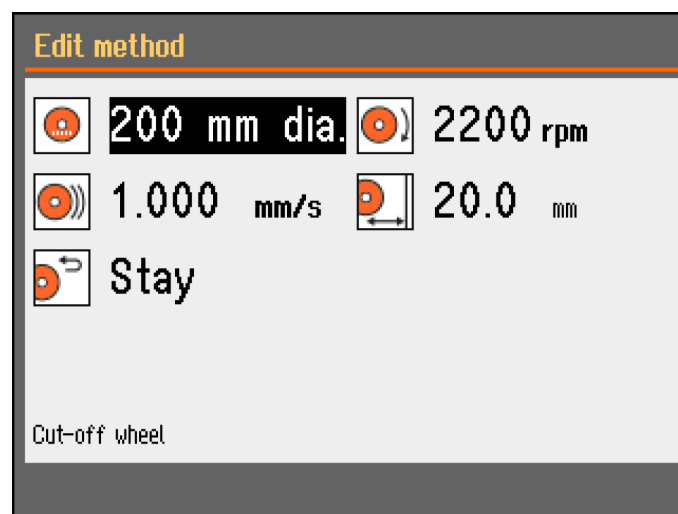 Edit method
200 mm dia. 2200 rpm
1.000 mm/s 20.0 mm
Stay
Cut-off wheel